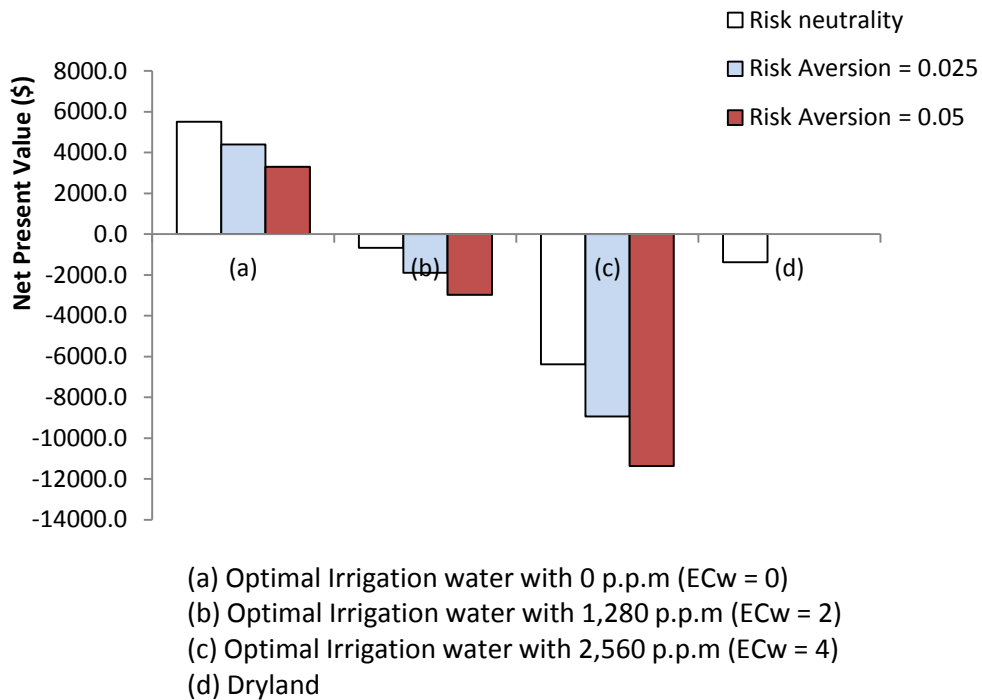 Risk neutrality
Risk Aversion = 0.025
Risk Aversion = 0.05
Net Present Value ($)
8000.0
6000.0
4000.0
2000.0
0.0
-2000.0
-4000.0
-6000.0
-8000.0
-10000.0
-12000.0
-14000.0
(a)
(b)
(c)
(d)
(a) Optimal Irrigation water with 0 p.p.m (ECw = 0)
(b) Optimal Irrigation water with 1,280 p.p.m (ECw = 2)
(c) Optimal Irrigation water with 2,560 p.p.m (ECw = 4)
(d) Dryland